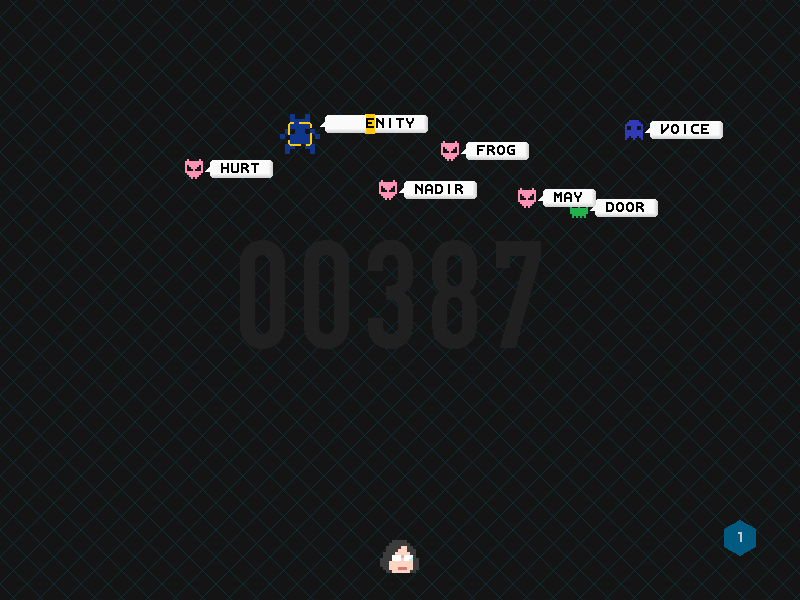 ENITY
VOICE
FROG
HURT
NADIR
MAY
DOOR
00387
1